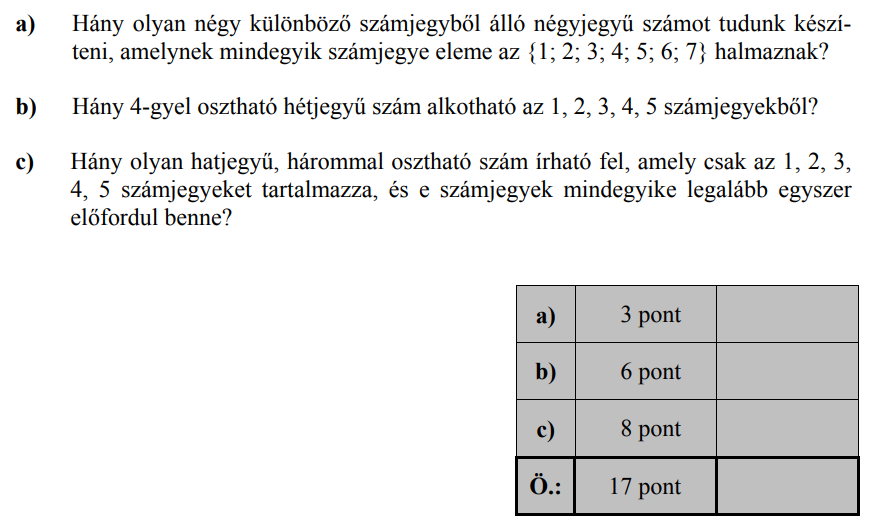 a) Hány olyan négy különböző számjegyből álló négyjegyű számot tudunk készí-
teni, amelynek mindegyik számjegye eleme az {1; 2; 3; 4; 5; 6; 7} halmaznak?
b) Hány 4-gyel osztható hétjegyű szám alkotható az 1, 2, 3, 4, 5 számjegyekből?
c) Hány olyan hatjegyű, hárommal osztható szám írható fel, amely csak az 1, 2, 3,
4, 5 számjegyeket tartalmazza, és e számjegyek mindegyike legalább egyszer
előfordul benne?
a) 3 pont
b) 6 pont
c) 8 pont
Ö.: 17 pont